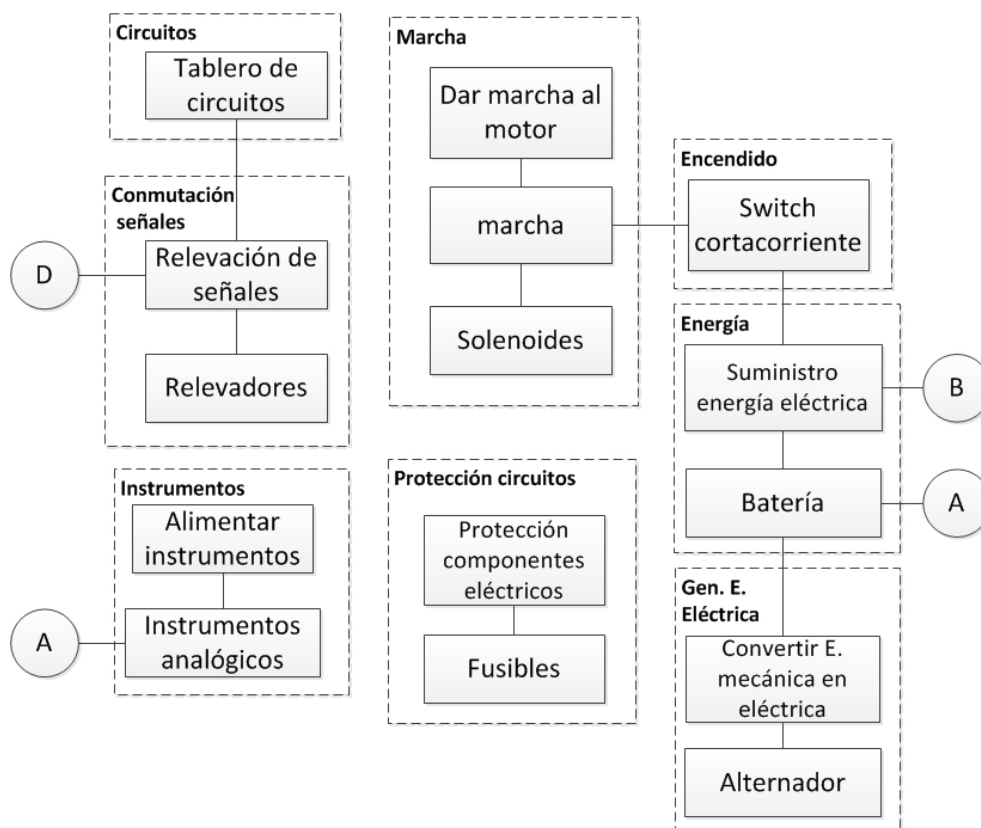 Circuitos
Tablero de
circuitos
Conmutación
señales
Relevación de
señales
D
Relevadores
Instrumentos
Alimentar
instrumentos
A
Instrumentos
analógicos
Marcha
Dar marcha al
motor
marcha
Solenoides
Protección circuitos
Protección
componentes
eléctricos
Fusibles
Encendido
Switch
cortacorriente
Energía
Suministro
energía eléctrica
B
Batería
A
Gen. E.
Eléctrica
Convertir E.
mecánica en
eléctrica
Alternador